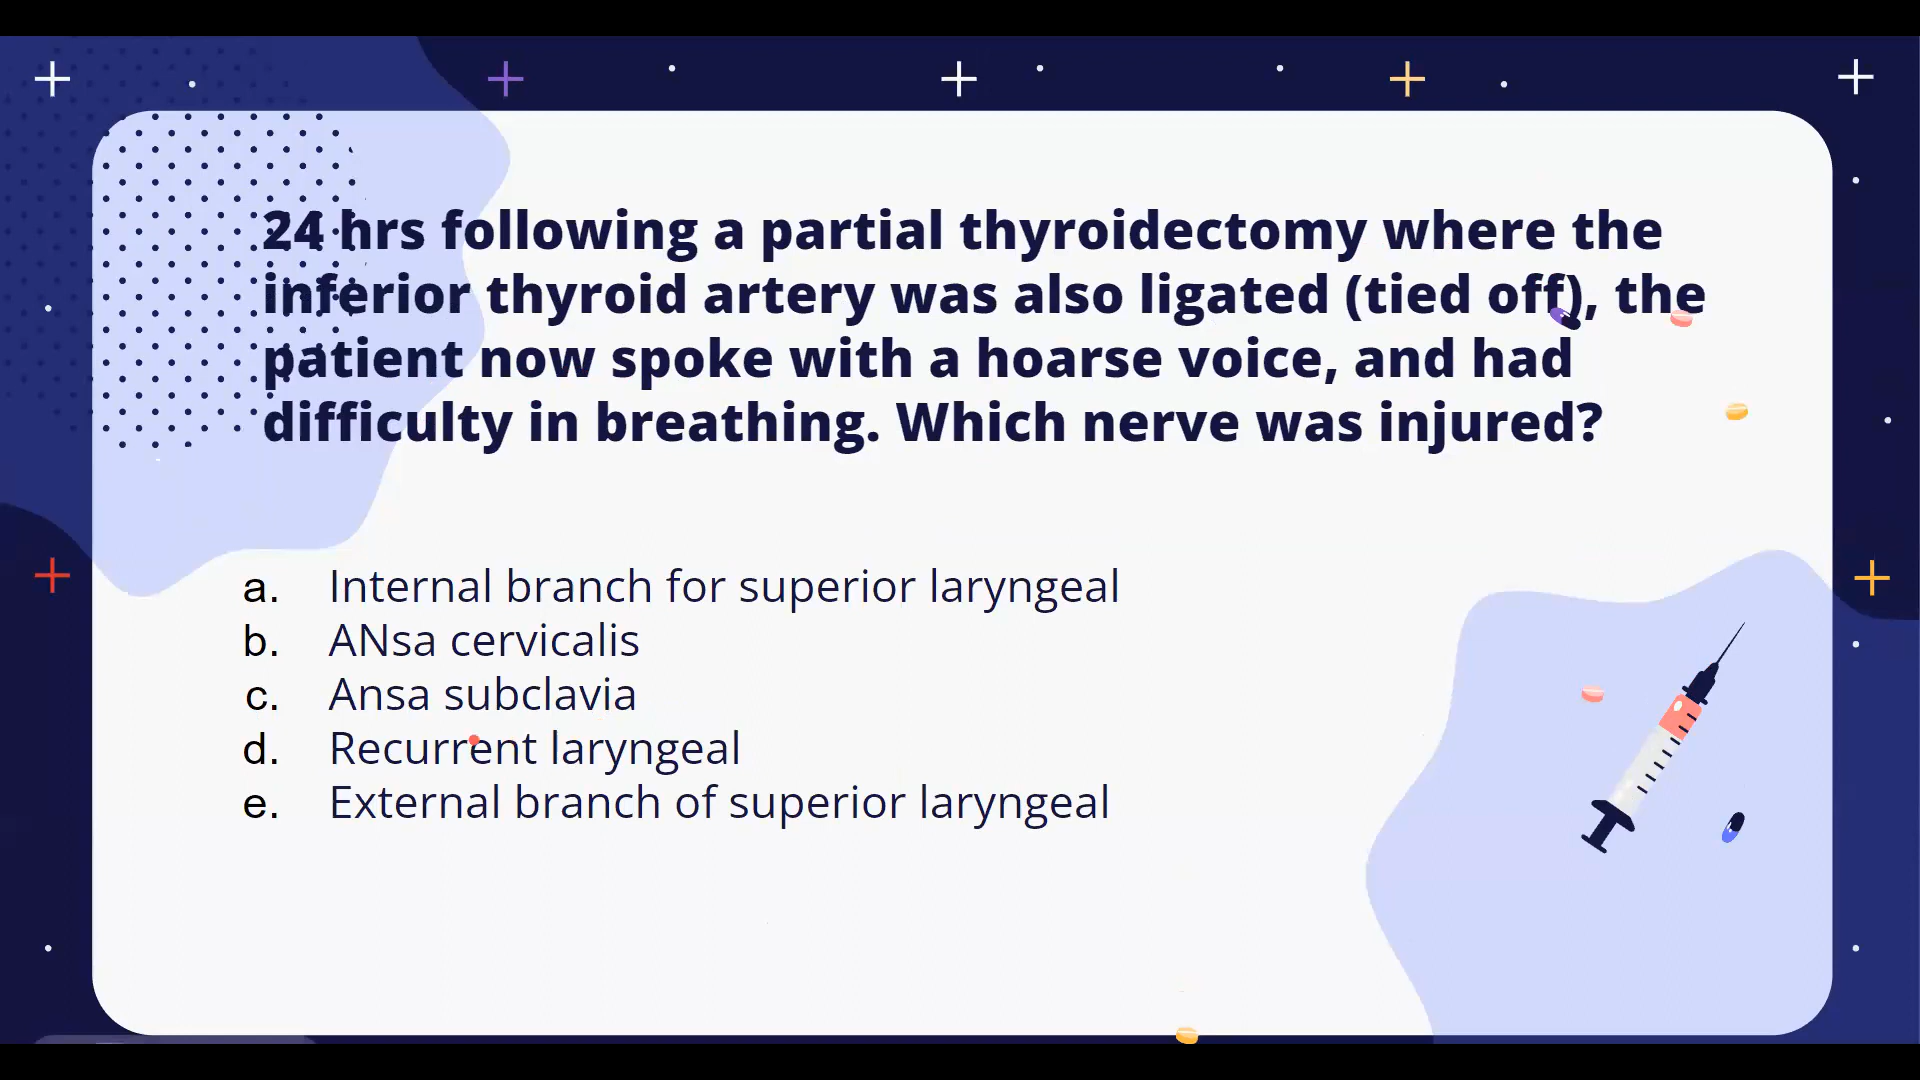 24 hrs following a partial thyroidectomy where the
inferior thyroid artery was also ligated (tied off), the
patient now spoke with a hoarse voice, and had
difficulty in breathing. Which nerve was injured?
a. Internal branch for superior laryngeal
b. ANsa cervicalis
c. Ansa subclavia
d. Recurrent laryngeal
e. External branch of superior laryngeal